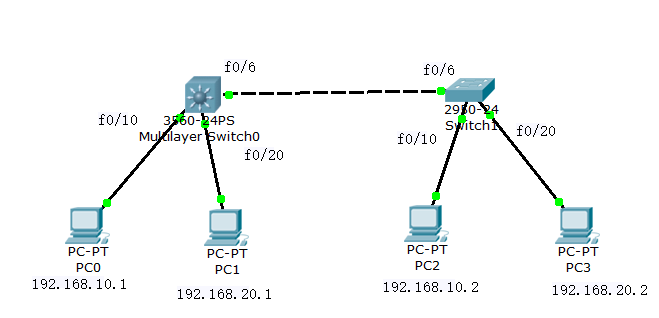 f0/6
f0/6
3560-24PS
Multilayer Switch0
2950-24
Switch1
f0/10
f0/20
f0/10
f0/20
PC-PT
PC0
192.168.10.1
PC-PT
PC1
192.168.20.1
PC-PT
PC2
192.168.10.2
PC-PT
PC3
192.168.20.2